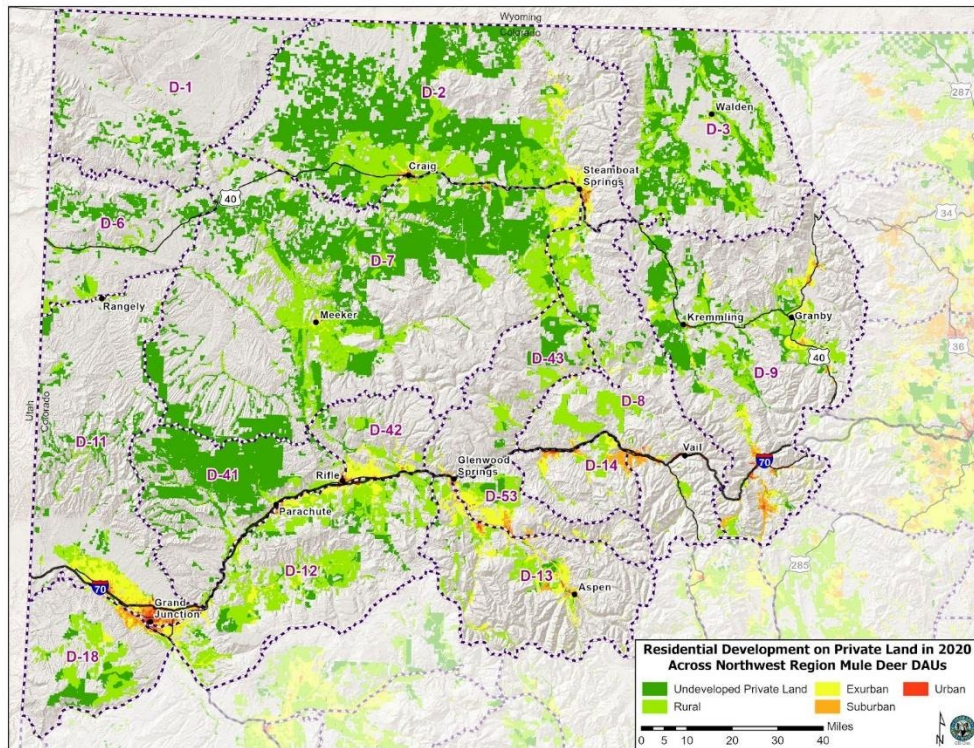 Wyoming
Colorado
287
D-1
D-2
Walden
D-3
Craig
Steamboat
Springs
40
34
D-6
D-7
Rangely
Meeker
Kremmling
Granby
36
40
D-43
D-9
Utah
Colorado
D-8
D-11
D-42
Glenwood
Springs
Vail
D-41
Rifle
D-14
70
D-53
Parachute
285
D-12
D-13
Aspen
70
Grand
Junction
D-18
Residential Development on Private Land in 2020
Across Northwest Region Mule Deer DAUs
Undeveloped Private Land Exurban Urban
Rural Suburban
Miles
0 5 10 20 30 40
N